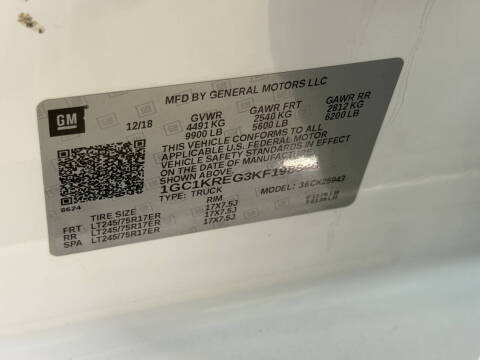 MFD BY GENERAL MOTORS LLC
GM
12/18 GVWR GAWR FRT GAWR RR
4491 KG 2540 KG 2812 KG
9900 LB 5600 LB 6200 LB
THIS VEHICLE CONFORMS TO ALL
APPLICABLE U.S. FEDERAL MOTOR
VEHICLE SAFETY STANDARDS IN EFFECT
ON THE DATE OF MANUFACTURE SHOWN ABOVE.
TYPE: TRUCK MODEL:
8624
TIRE SIZE RIM
FRT LT245/75R17ER 17X7.5J
RR LT245/75R17ER 17X7.5J
SPA LT245/75R17ER 17X7.5J